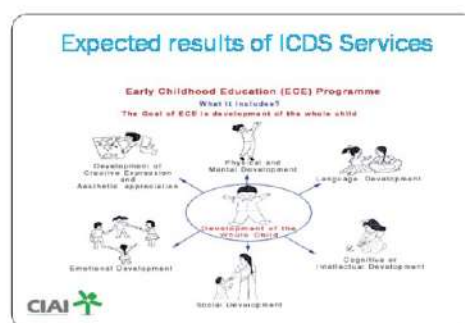 Expected results of ICDS Services
Early Childhood Education (ECE) Programme
What it includes?
The Goal of ECE is development of the whole child
Development of
Creative Expression
and
Aesthetic appreciation
Physical and
Mental Development
Language Development
Development of the
Whole Child
Emotional Development
Social Development
Cognitive or
Intellectual Development
CIAI